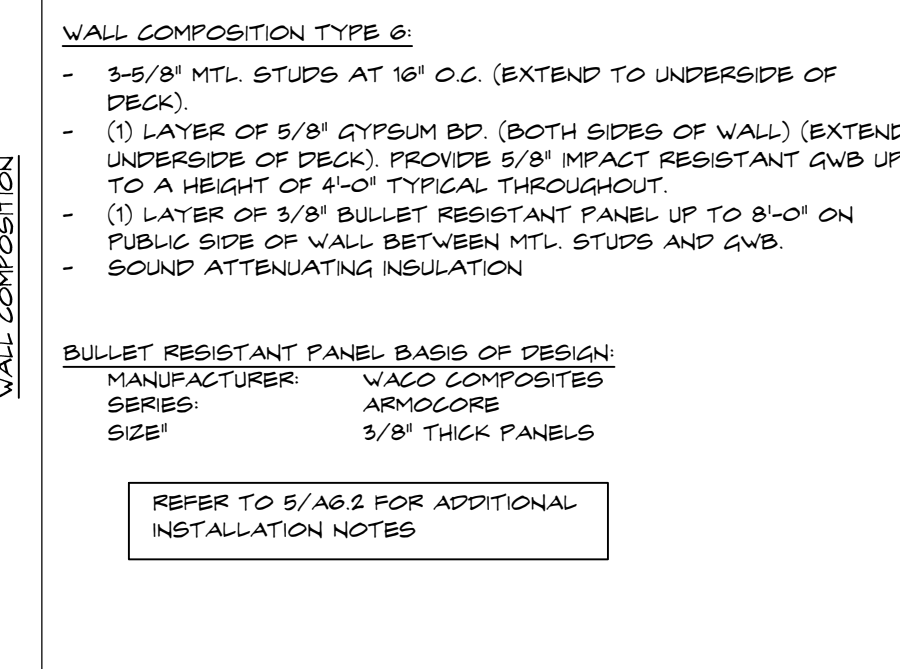 WALL COMPOSITION
WALL COMPOSITION TYPE 6:
- 3-5/8" MTL. STUDS AT 16" O.C. (EXTEND TO UNDERSIDE OF
DECK).
- (1) LAYER OF 5/8" GYPSUM BD. (BOTH SIDES OF WALL) (EXTEND
UNDERSIDE OF DECK). PROVIDE 5/8" IMPACT RESISTANT GWB UP
TO A HEIGHT OF 4'-0" TYPICAL THROUGHOUT.
- (1) LAYER OF 3/8" BULLET RESISTANT PANEL UP TO 8'-0" ON
PUBLIC SIDE OF WALL BETWEEN MTL. STUDS AND GWB.
- SOUND ATTENUATING INSULATION
BULLET RESISTANT PANEL BASIS OF DESIGN:
MANUFACTURER: WACO COMPOSITES
SERIES: ARMOCORE
SIZE" 3/8" THICK PANELS
REFER TO 5/A6.2 FOR ADDITIONAL
INSTALLATION NOTES